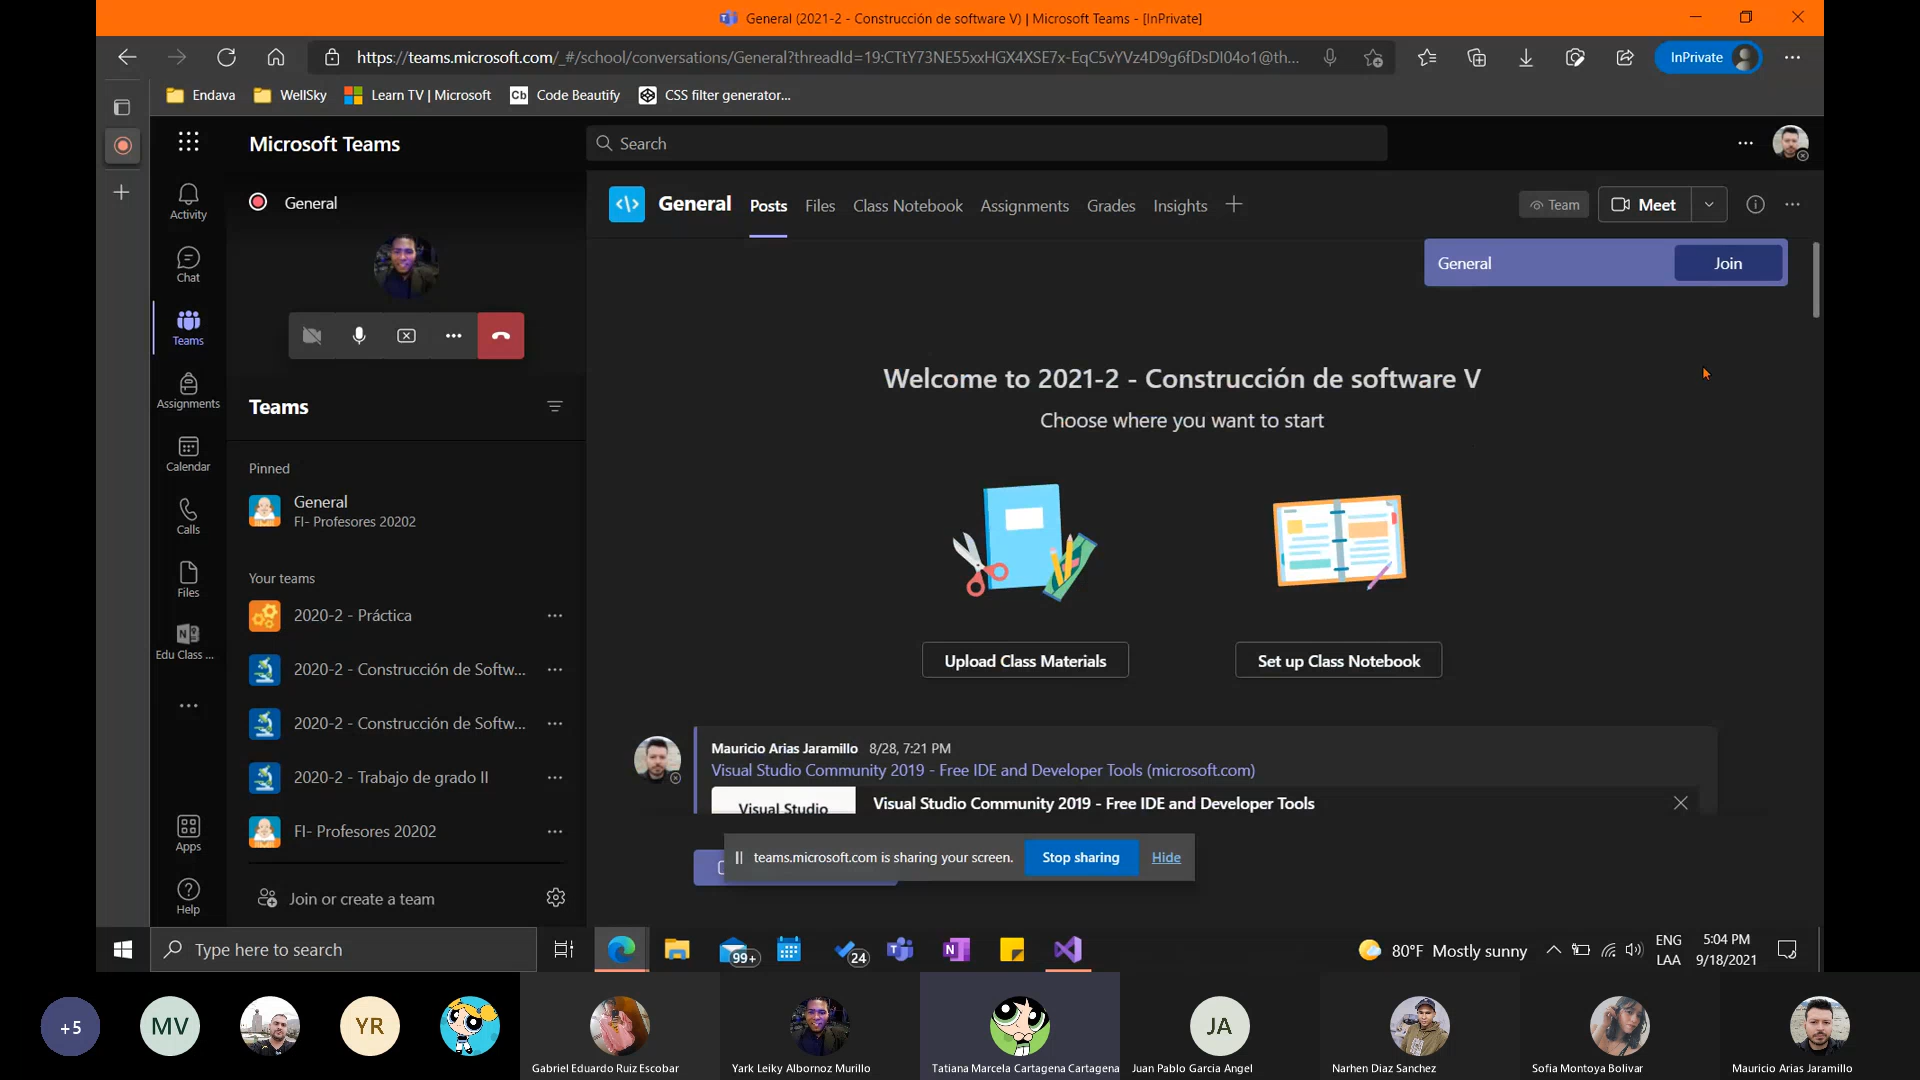 General (2021-2 - Construcción de software V) | Microsoft Teams - [InPrivate]
https://teams.microsoft.com/_#/school/conversations/General?threadId=19:CTtY73NE55xxHGX4XSE7x-EqC5vYVz4D9g6fDsDI04o1@th...
InPrivate
Endava
WellSky
Learn TV | Microsoft
Cb
Code Beautify
CSS filter generator...
Microsoft Teams
Search
Activity
Chat
Teams
Assignments
Calendar
Calls
Files
Edu Class ...
Apps
Help
General
Teams
Pinned
General
FI- Profesores 20202
Your teams
2020-2 - Práctica
2020-2 - Construcción de Softw...
2020-2 - Construcción de Softw...
2020-2 - Trabajo de grado II
FI- Profesores 20202
Join or create a team
General
Posts
Files
Class Notebook
Assignments
Grades
Insights
Team
Meet
General
Join
Welcome to 2021-2 - Construcción de software V
Choose where you want to start
Upload Class Materials
Set up Class Notebook
Mauricio Arias Jaramillo 8/28, 7:21 PM
Visual Studio Community 2019 - Free IDE and Developer Tools (microsoft.com)
Visual Studio
Visual Studio Community 2019 - Free IDE and Developer Tools
teams.microsoft.com is sharing your screen.
Stop sharing
Hide
Type here to search
99+
24
80°F Mostly sunny
ENG
LAA
5:04 PM
9/18/2021
+5
MV
YR
JA
Gabriel Eduardo Ruiz Escobar
Yark Leiky Albornoz Murillo
Tatiana Marcela Cartagena Cartagena
Juan Pablo Garcia Angel
Narhen Diaz Sanchez
Sofia Montoya Bolivar
Mauricio Arias Jaramillo